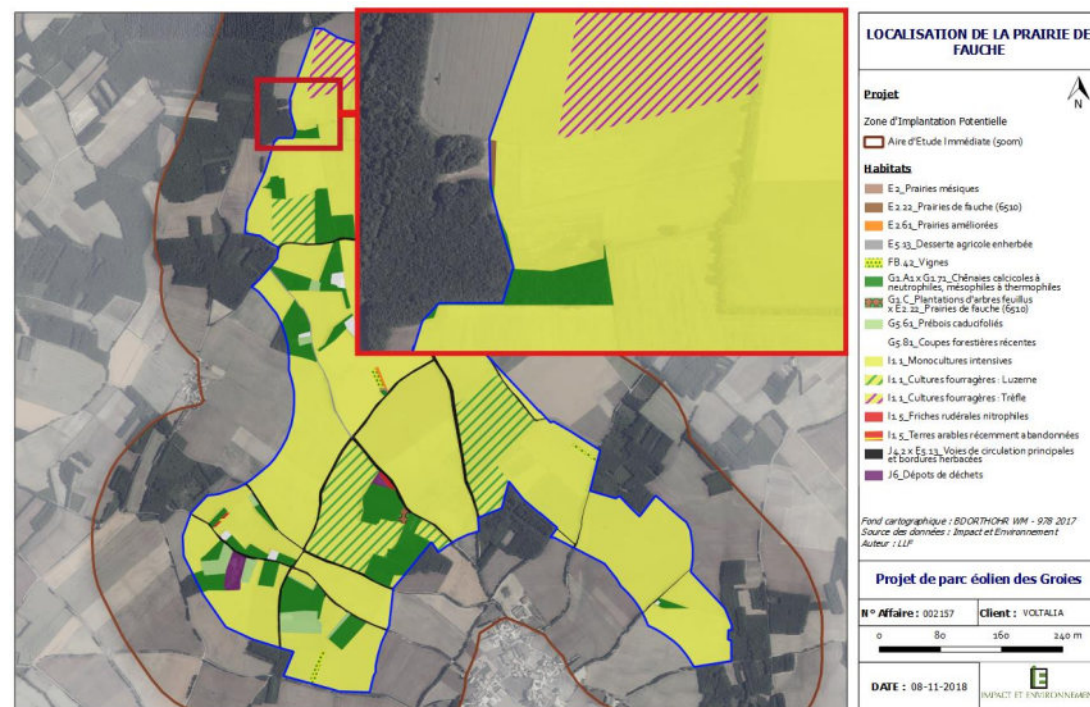 LOCALISATION DE LA PRAIRIE DE
FAUCHE
Projet
N
Zone d'Implantation Potentielle
Aire d'Etude Immédiate (500m)
Habitats
E2_Prairies mésiques
E2.22_Prairies de fauche (6510)
E2.61_Prairies améliorées
E5.13_Desserte agricole enherbée
FB.42_Vignes
G1.A1 x G1.71_Chênaies calcicoles à
neutrophiles, mésophiles à thermophiles
G1.C_Plantations d'arbres feuillus
x E2.22_Prairies de fauche (6510)
G5.61_Prébois caducifoliés
G5.81_Coupes forestières récentes
I1.1_Monocultures intensives
I1.1_Cultures fourragères : Luzerne
I1.1_Cultures fourragères : Trèfle
I1.5_Friches rudérales nitrophiles
I1.5_Terres arables récemment abandonnées
J4.2 x E5.13_Voies de circulation principales
et bordures herbacées
J6_Dépots de déchets
Fond cartographique : BDORTHOHR WM - 978 2017
Source des données : Impact et Environnement
Auteur : LLF
Projet de parc éolien des Groies
N° Affaire : 002157 Client : VOLTALIA
0 80 160 240 m
DATE : 08-11-2018
IMPACT ET ENVIRONNEMENT